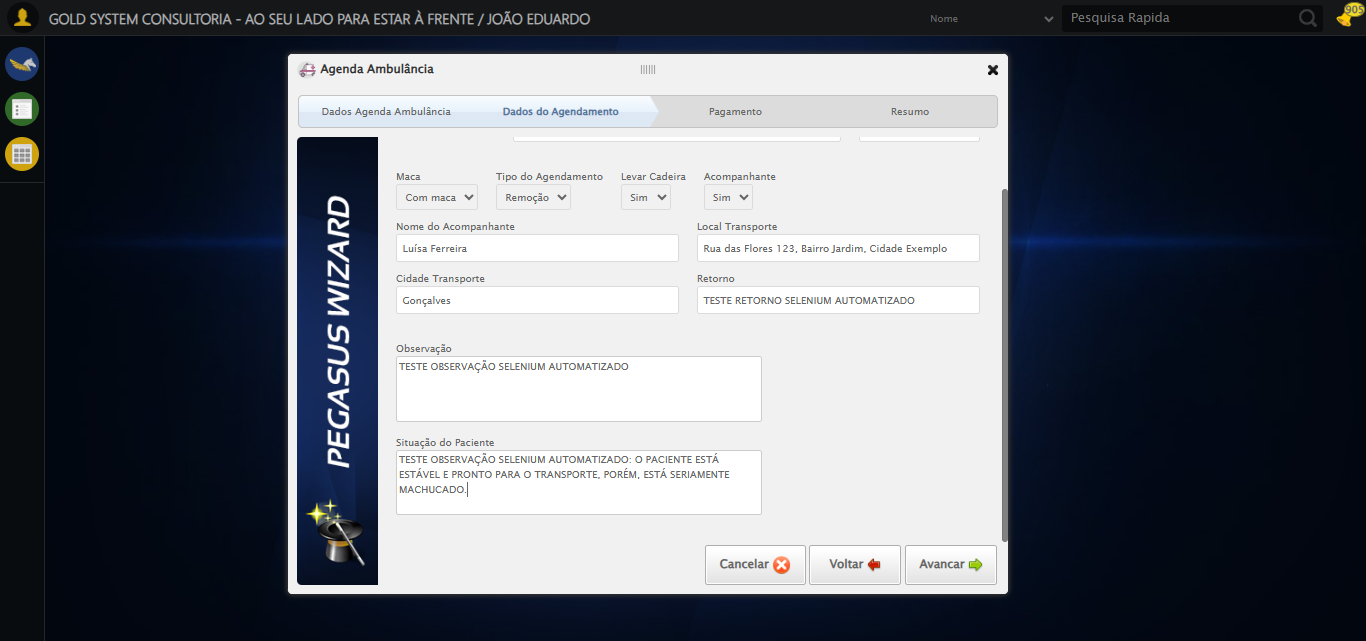 GOLD SYSTEM CONSULTORIA - AO SEU LADO PARA ESTAR À FRENTE / JOÃO EDUARDO
Nome
Pesquisa Rapida
905
Agenda Ambulância
Dados Agenda Ambulância
Dados do Agendamento
Pagamento
Resumo
PEGASUS WIZARD
Maca
Tipo do Agendamento
Levar Cadeira
Acompanhante
Com maca
Remoção
Sim
Sim
Nome do Acompanhante
Local Transporte
Luísa Ferreira
Rua das Flores 123, Bairro Jardim, Cidade Exemplo
Cidade Transporte
Retorno
Gonçalves
TESTE RETORNO SELENIUM AUTOMATIZADO
Observação
TESTE OBSERVAÇÃO SELENIUM AUTOMATIZADO
Situação do Paciente
TESTE OBSERVAÇÃO SELENIUM AUTOMATIZADO: O PACIENTE ESTÁ
ESTÁVEL E PRONTO PARA O TRANSPORTE, PORÉM, ESTÁ SERIAMENTE
MACHUCADO.
Cancelar
Voltar
Avancar